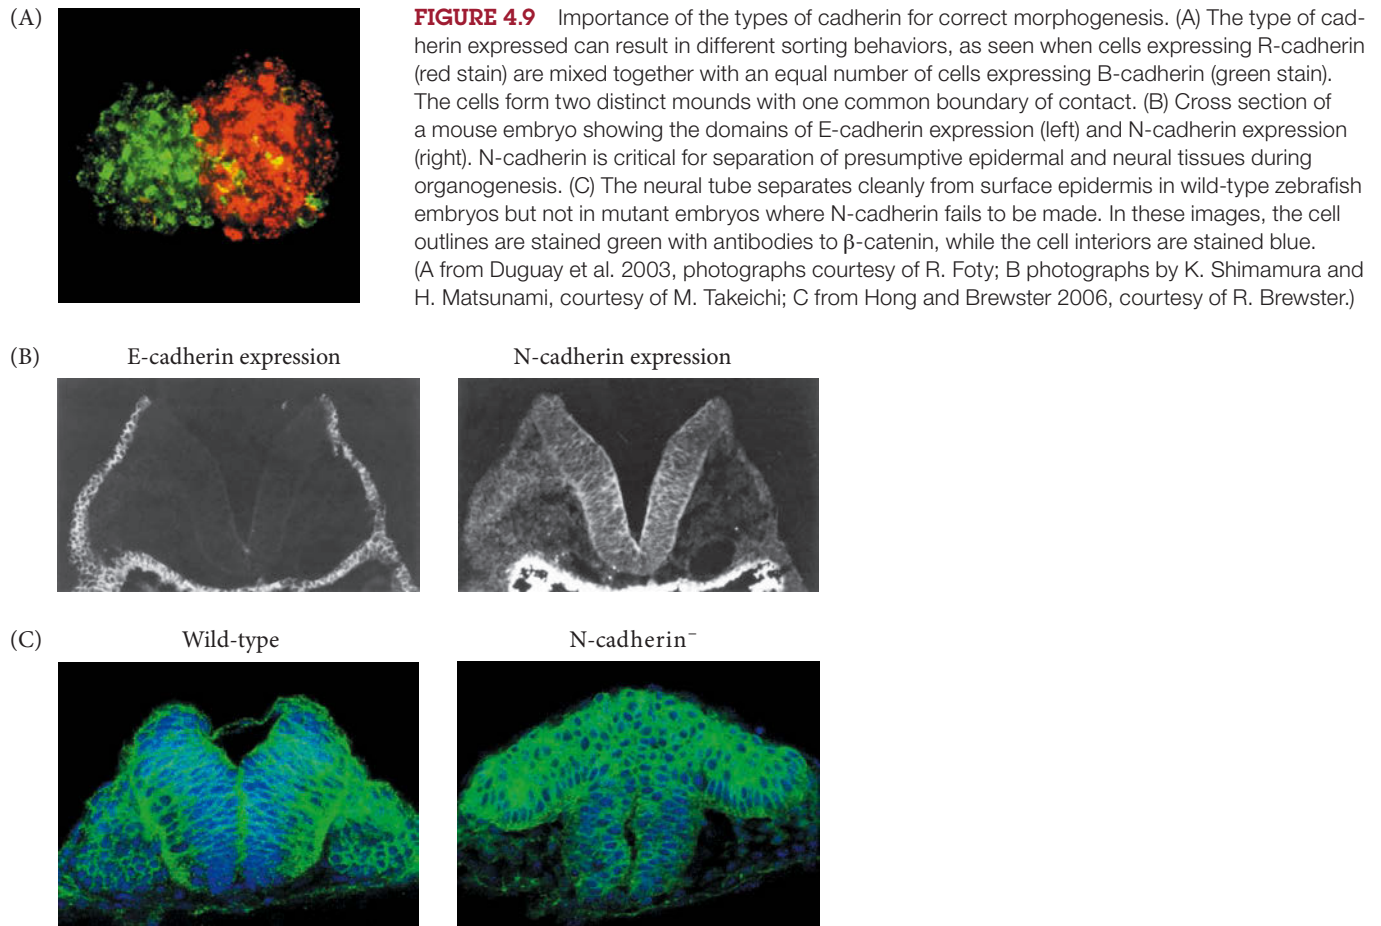 (A)
FIGURE 4.9 Importance of the types of cadherin for correct morphogenesis. (A) The type of cad-
herin expressed can result in different sorting behaviors, as seen when cells expressing R-cadherin
(red stain) are mixed together with an equal number of cells expressing B-cadherin (green stain).
The cells form two distinct mounds with one common boundary of contact. (B) Cross section of
a mouse embryo showing the domains of E-cadherin expression (left) and N-cadherin expression
(right). N-cadherin is critical for separation of presumptive epidermal and neural tissues during
organogenesis. (C) The neural tube separates cleanly from surface epidermis in wild-type zebrafish
embryos but not in mutant embryos where N-cadherin fails to be made. In these images, the cell
outlines are stained green with antibodies to β-catenin, while the cell interiors are stained blue.
(A from Duguay et al. 2003, photographs courtesy of R. Foty; B photographs by K. Shimamura and
H. Matsunami, courtesy of M. Takeichi; C from Hong and Brewster 2006, courtesy of R. Brewster.)
(B) E-cadherin expression N-cadherin expression
(C) Wild-type N-cadherin⁻